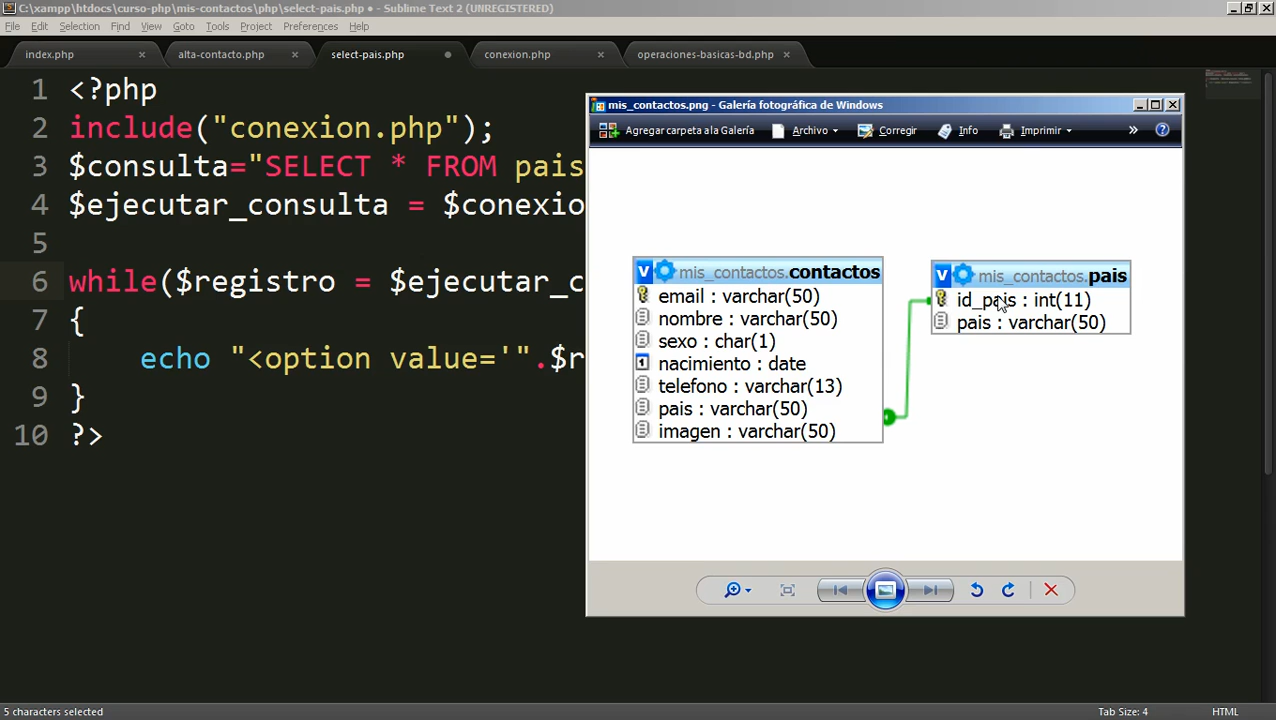 C:\xampp\htdocs\curso-php\mis-contactos\php\select-pais.php • - Sublime Text 2 (UNREGISTERED)
File Edit Selection Find View Goto Tools Project Preferences Help
index.php × alta-contacto.php × select-pais.php conexion.php × operaciones-basicas-bd.php ×
1 <?php
2 include("conexion.php");
3 $consulta="SELECT * FROM pais
4 $ejecutar_consulta = $conexio
5
6 while($registro = $ejecutar_c
7 {
8 echo "<option value='".$r
9 }
10 ?>
mis_contactos.png - Galería fotográfica de Windows
Agregar carpeta a la Galería Archivo Corregir Info Imprimir »
mis_contactos.contactos
email : varchar(50)
nombre : varchar(50)
sexo : char(1)
nacimiento : date
telefono : varchar(13)
pais : varchar(50)
imagen : varchar(50)
mis_contactos.pais
id_pais : int(11)
pais : varchar(50)
5 characters selected Tab Size: 4 HTML